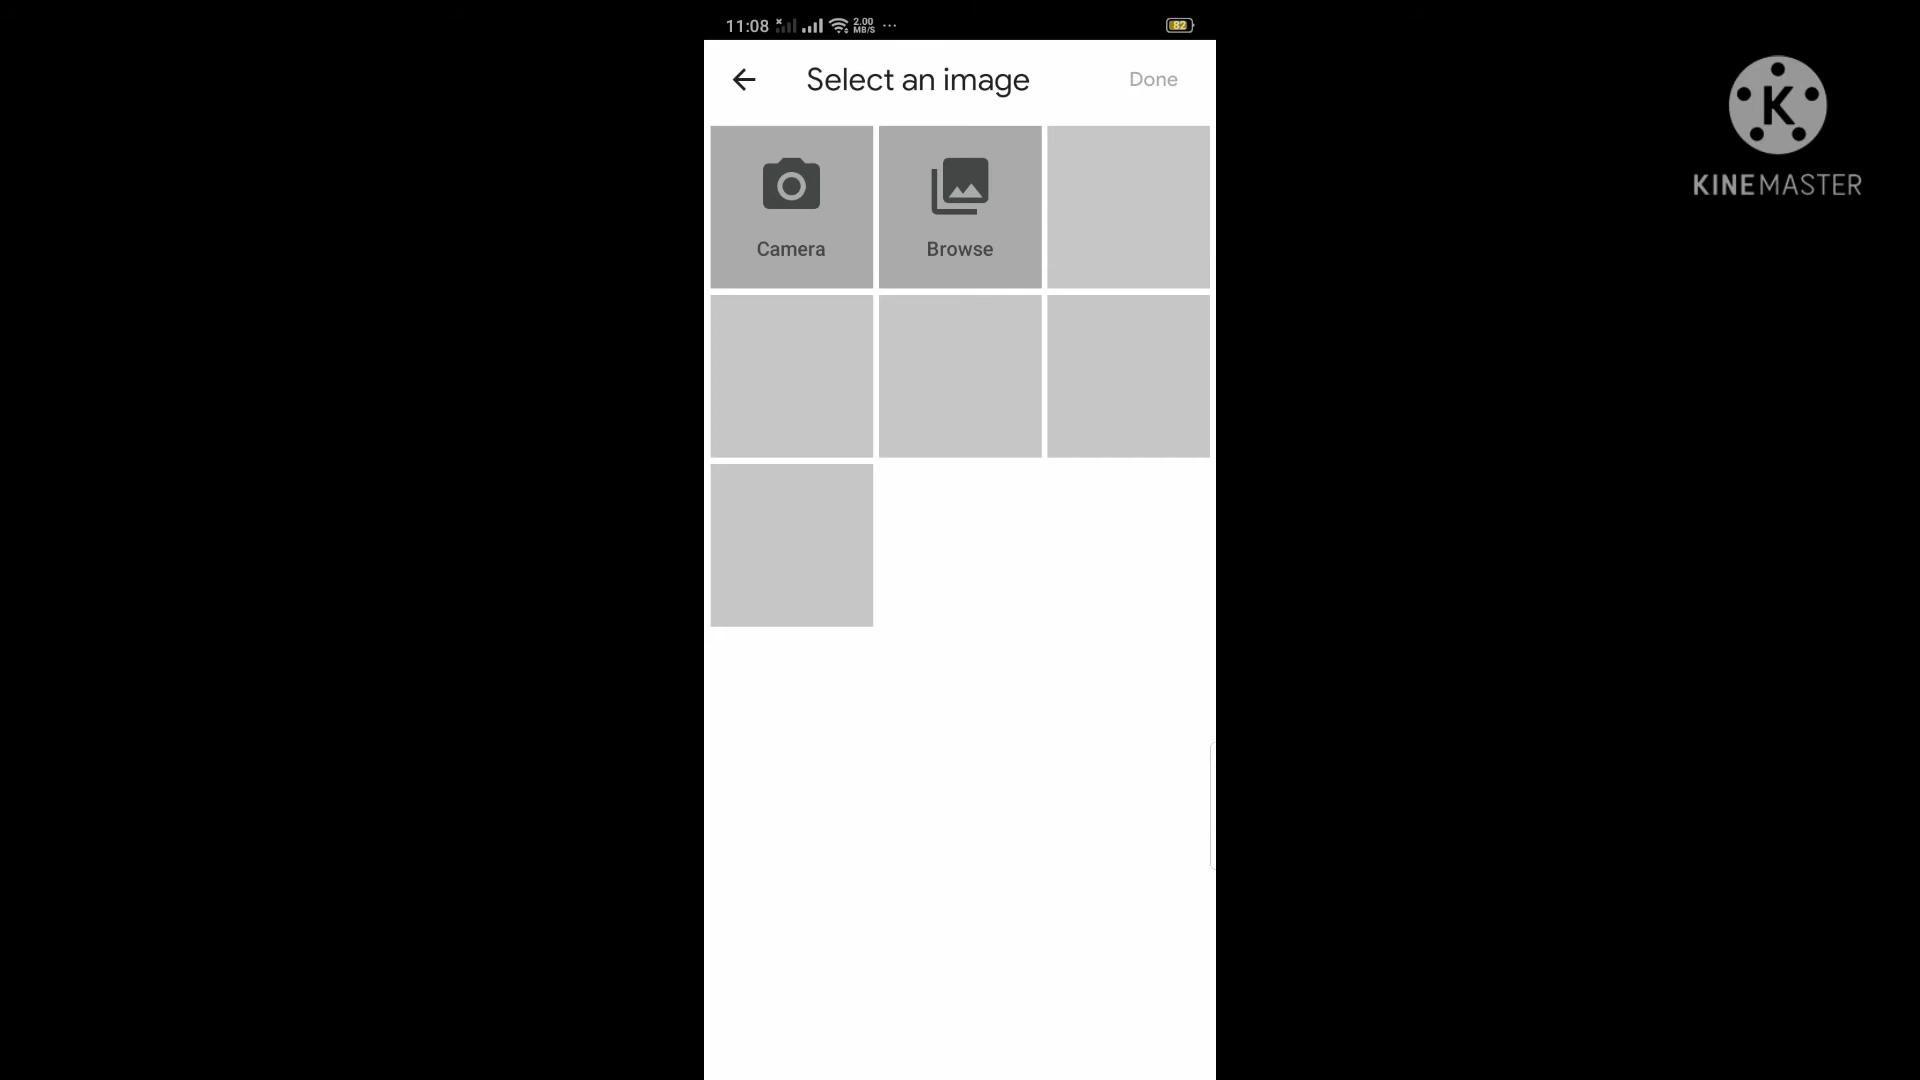 11:08 2.00 MB/S ... 82
Select an image Done
Camera Browse
K
KINEMASTER